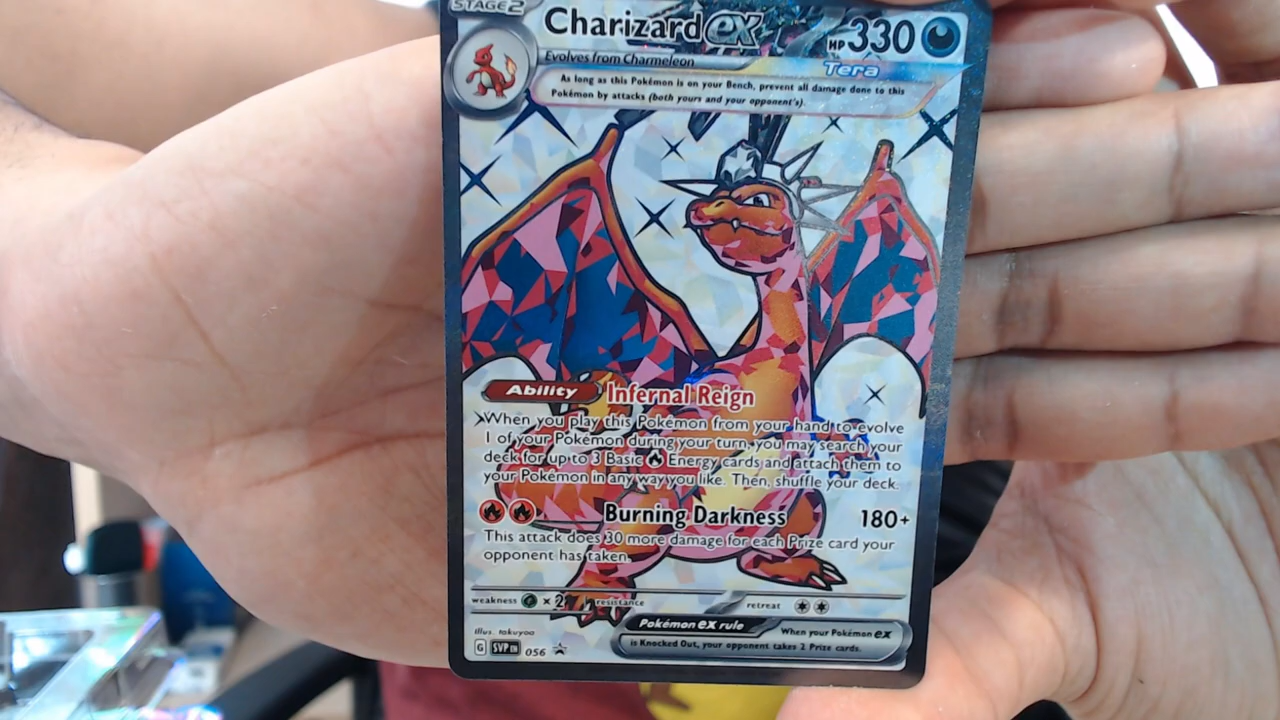 STAGE 2
Charizard ex HP 330
Evolves from Charmeleon
Tera
As long as this Pokémon is on your Bench, prevent all damage done to this
Pokémon by attacks (both yours and your opponent's).
Ability Infernal Reign
When you play this Pokémon from your hand to evolve
1 of your Pokémon during your turn, you may search your
deck for up to 3 Basic Energy cards and attach them to
your Pokémon in any way you like. Then, shuffle your deck.
Burning Darkness 180+
This attack does 30 more damage for each Prize card your
opponent has taken.
weakness ×2 resistance retreat
Pokémon ex rule
When your Pokémon ex
is Knocked Out, your opponent takes 2 Prize cards.
Illus. takuyoa
G SVP EN 056